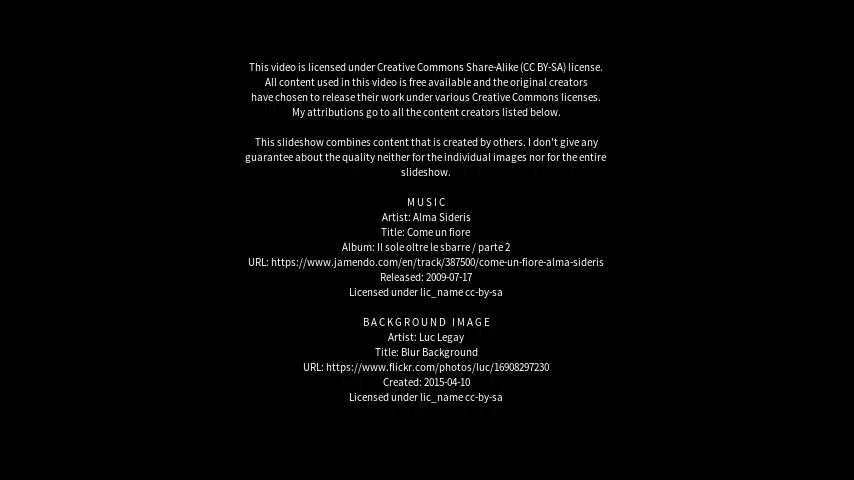 This video is licensed under Creative Commons Share-Alike (CC BY-SA) license.
All content used in this video is free available and the original creators
have chosen to release their work under various Creative Commons licenses.
My attributions go to all the content creators listed below.
This slideshow combines content that is created by others. I don't give any
guarantee about the quality neither for the individual images nor for the entire
slideshow.
MUSIC
Artist: Alma Sideris
Title: Come un fiore
Album: Il sole oltre le sbarre / parte 2
URL: https://www.jamendo.com/en/track/387500/come-un-fiore-alma-sideris
Released: 2009-07-17
Licensed under lic_name cc-by-sa
BACKGROUND IMAGE
Artist: Luc Legay
Title: Blur Background
URL: https://www.flickr.com/photos/luc/16908297230
Created: 2015-04-10
Licensed under lic_name cc-by-sa